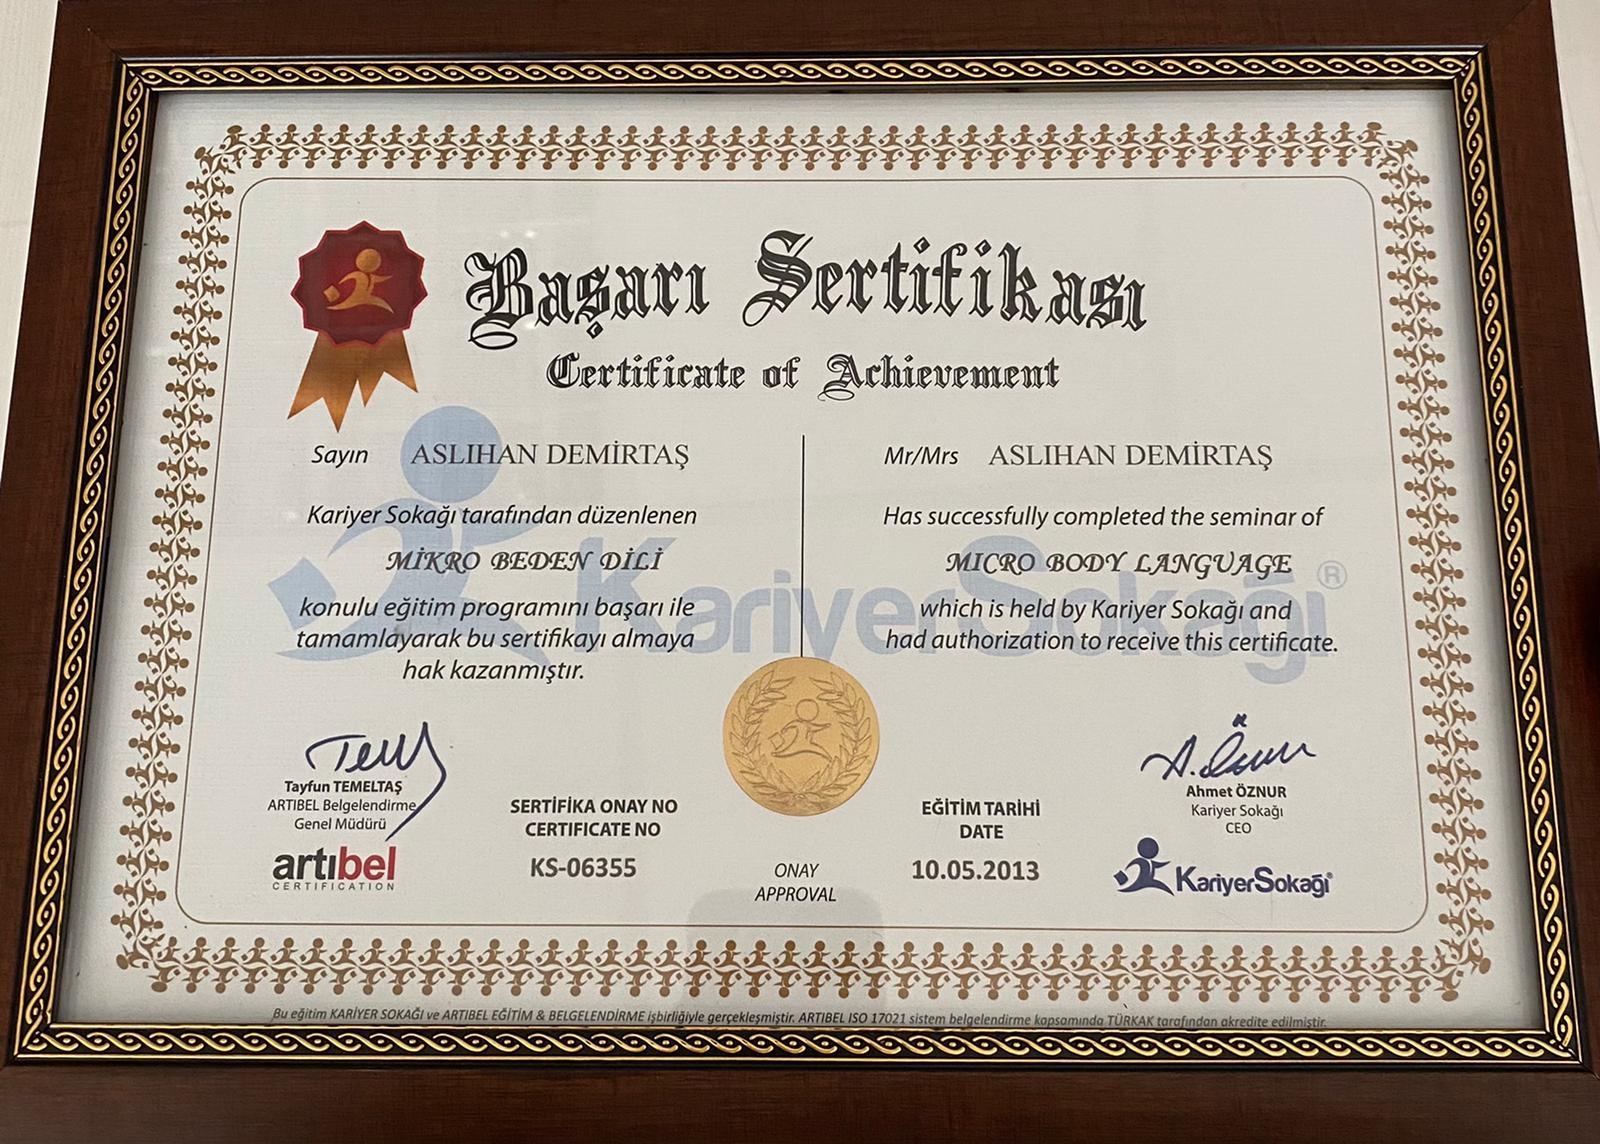 Başarı Sertifikası
Certificate of Achievement
Sayın ASLIHAN DEMİRTAŞ
Kariyer Sokağı tarafından düzenlenen
MİKRO BEDEN DİLİ
konulu eğitim programını başarı ile
tamamlayarak bu sertifikayı almaya
hak kazanmıştır.
Mr/Mrs ASLIHAN DEMİRTAŞ
Has successfully completed the seminar of
MICRO BODY LANGUAGE
which is held by Kariyer Sokağı and
had authorization to receive this certificate.
KariyerSokağı®
Tayfun TEMELTAŞ
ARTIBEL Belgelendirme
Genel Müdürü
artıbel
CERTIFICATION
SERTİFİKA ONAY NO
CERTIFICATE NO
KS-06355
ONAY
APPROVAL
EĞİTİM TARİHİ
DATE
10.05.2013
A. Öznur
Ahmet ÖZNUR
Kariyer Sokağı
CEO
KariyerSokağı®
Bu eğitim KARİYER SOKAĞI ve ARTIBEL EĞİTİM & BELGELENDİRME işbirliğiyle gerçekleşmiştir. ARTIBEL ISO 17021 sistem belgelendirme kapsamında TÜRKAK tarafından akredite edilmiştir.